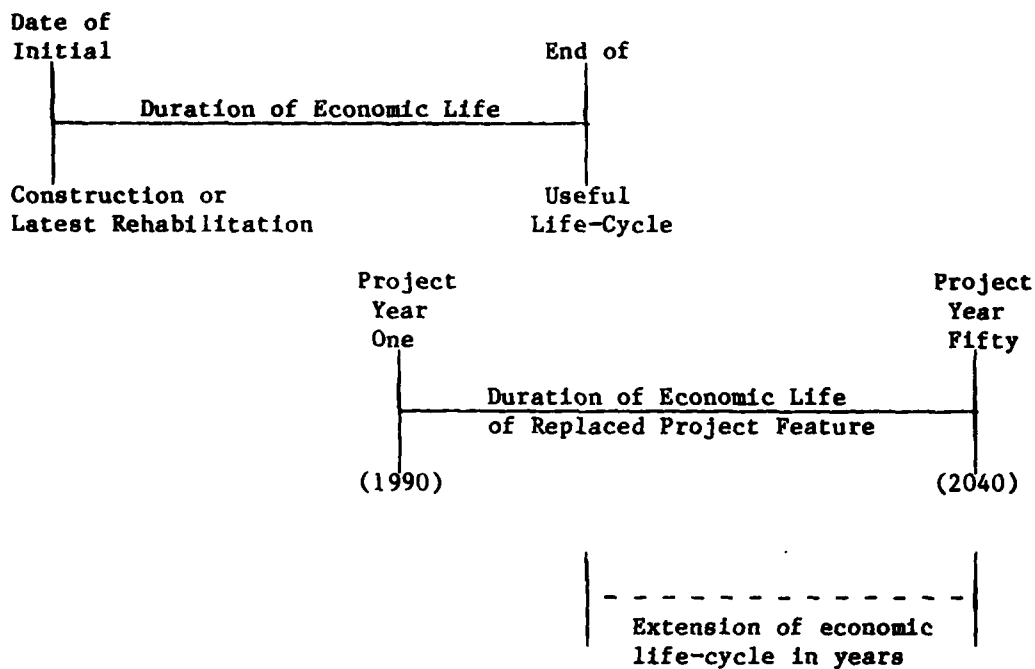 Date of
Initial
End of
Duration of Economic Life
Construction or
Latest Rehabilitation
Useful
Life-Cycle
Project
Year
One
Project
Year
Fifty
Duration of Economic Life
of Replaced Project Feature
(1990)
(2040)
Extension of economic
life-cycle in years